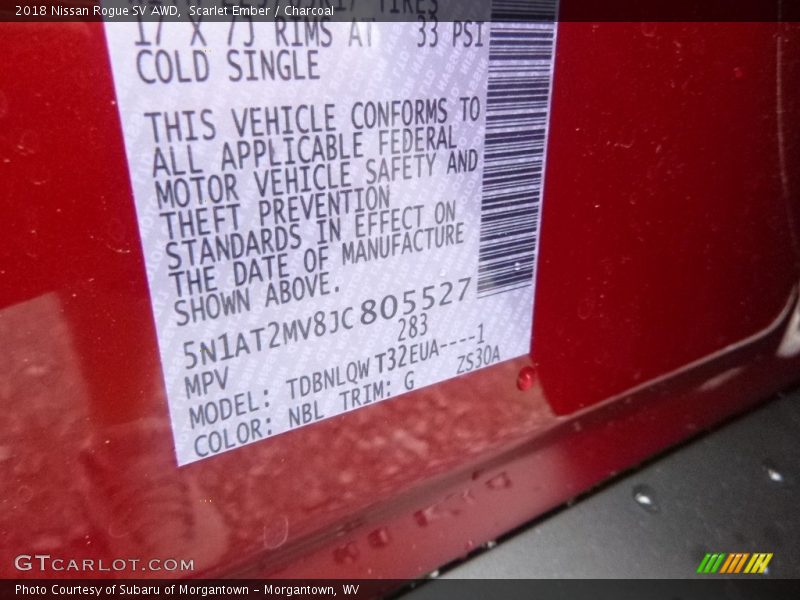 2018 Nissan Rogue SV AWD, Scarlet Ember / Charcoal
17 TIRES
17 X 7J RIMS AT 33 PSI
COLD SINGLE
THIS VEHICLE CONFORMS TO
ALL APPLICABLE FEDERAL
MOTOR VEHICLE SAFETY AND
THEFT PREVENTION
STANDARDS IN EFFECT ON
THE DATE OF MANUFACTURE
SHOWN ABOVE.
5N1AT2MV8JC805527
MPV 283
MODEL: TDBNLQWT32EUA----1
COLOR: NBL TRIM: G ZS30A
GTCARLOT.COM
Photo Courtesy of Subaru of Morgantown - Morgantown, WV